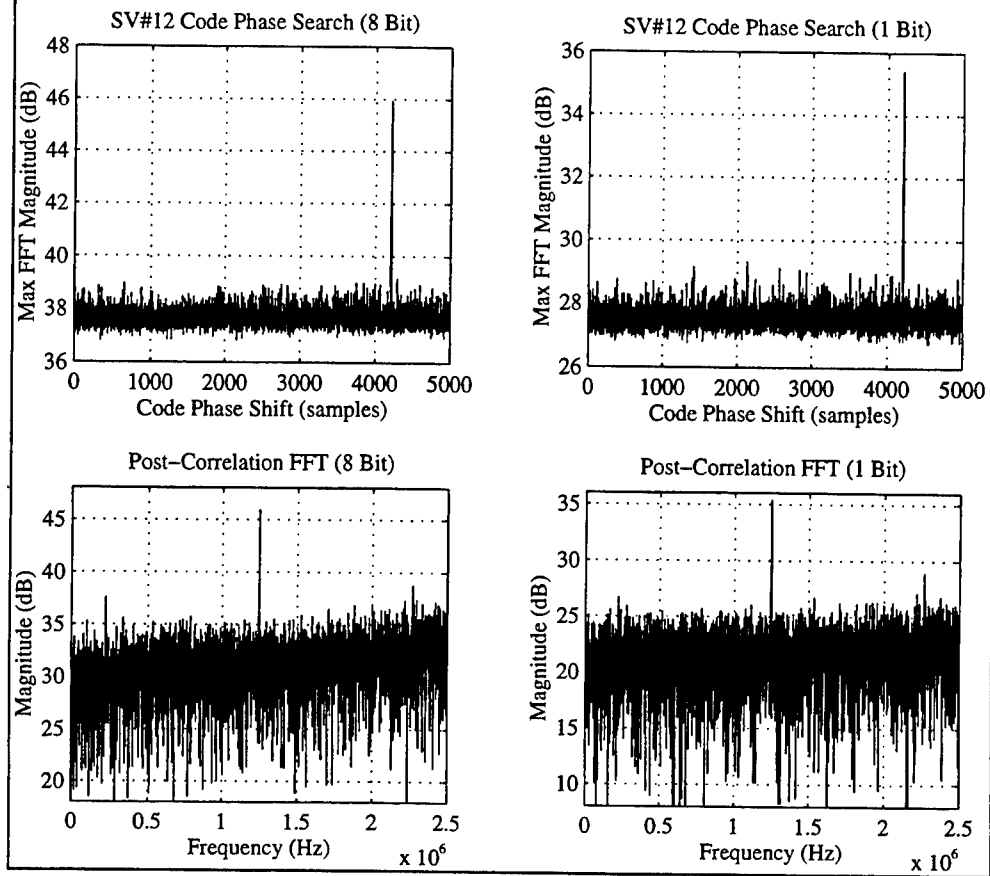 SV#12 Code Phase Search (8 Bit)
48
46
44
42
40
38
36
Max FFT Magnitude (dB)
0 1000 2000 3000 4000 5000
Code Phase Shift (samples)
SV#12 Code Phase Search (1 Bit)
36
34
32
30
28
26
Max FFT Magnitude (dB)
0 1000 2000 3000 4000 5000
Code Phase Shift (samples)
Post-Correlation FFT (8 Bit)
45
40
35
30
25
20
Magnitude (dB)
0 0.5 1 1.5 2 2.5
Frequency (Hz)
x 10^6
Post-Correlation FFT (1 Bit)
35
30
25
20
15
10
Magnitude (dB)
0 0.5 1 1.5 2 2.5
Frequency (Hz)
x 10^6